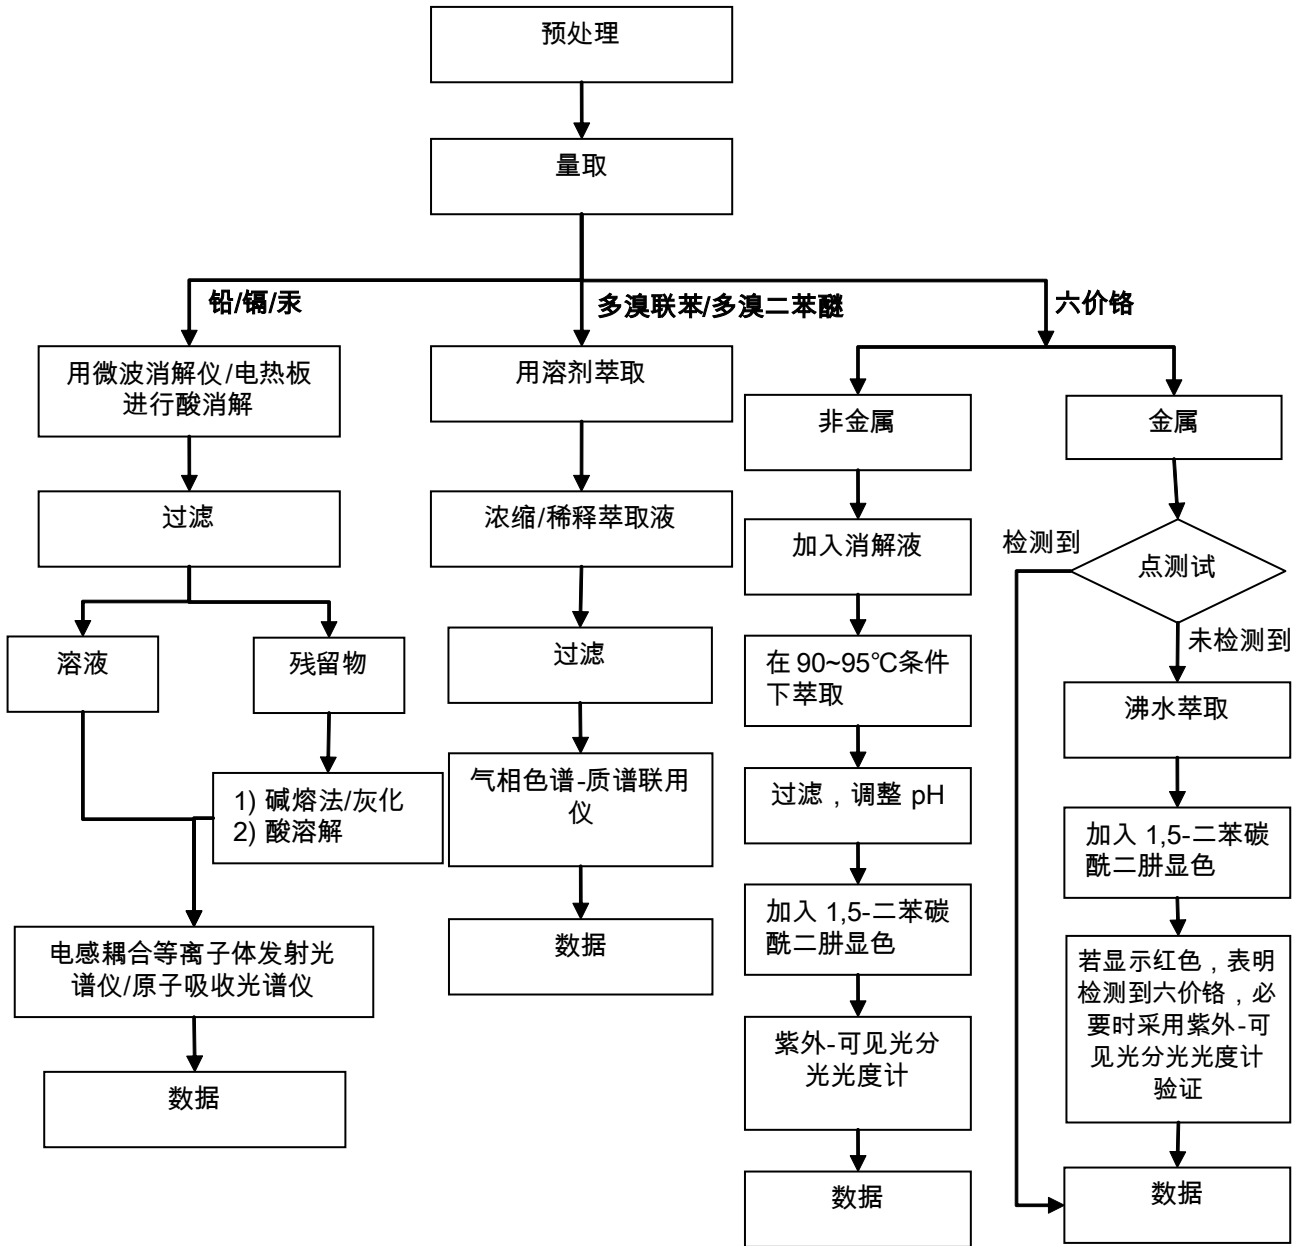 预处理
量取
铅/镉/汞
多溴联苯/多溴二苯醚
六价铬
用微波消解仪/电热板
进行酸消解
过滤
溶液
残留物
1) 碱熔法/灰化
2) 酸溶解
电感耦合等离子体发射光
谱仪/原子吸收光谱仪
数据
用溶剂萃取
浓缩/稀释萃取液
过滤
气相色谱-质谱联用
仪
数据
非金属
加入消解液
在 90~95℃条件
下萃取
过滤，调整 pH
加入 1,5-二苯碳
酰二肼显色
紫外-可见光分
光光度计
数据
金属
点测试
检测到
未检测到
沸水萃取
加入 1,5-二苯碳
酰二肼显色
若显示红色，表明
检测到六价铬，必
要时采用紫外-可
见光分光光度计
验证
数据